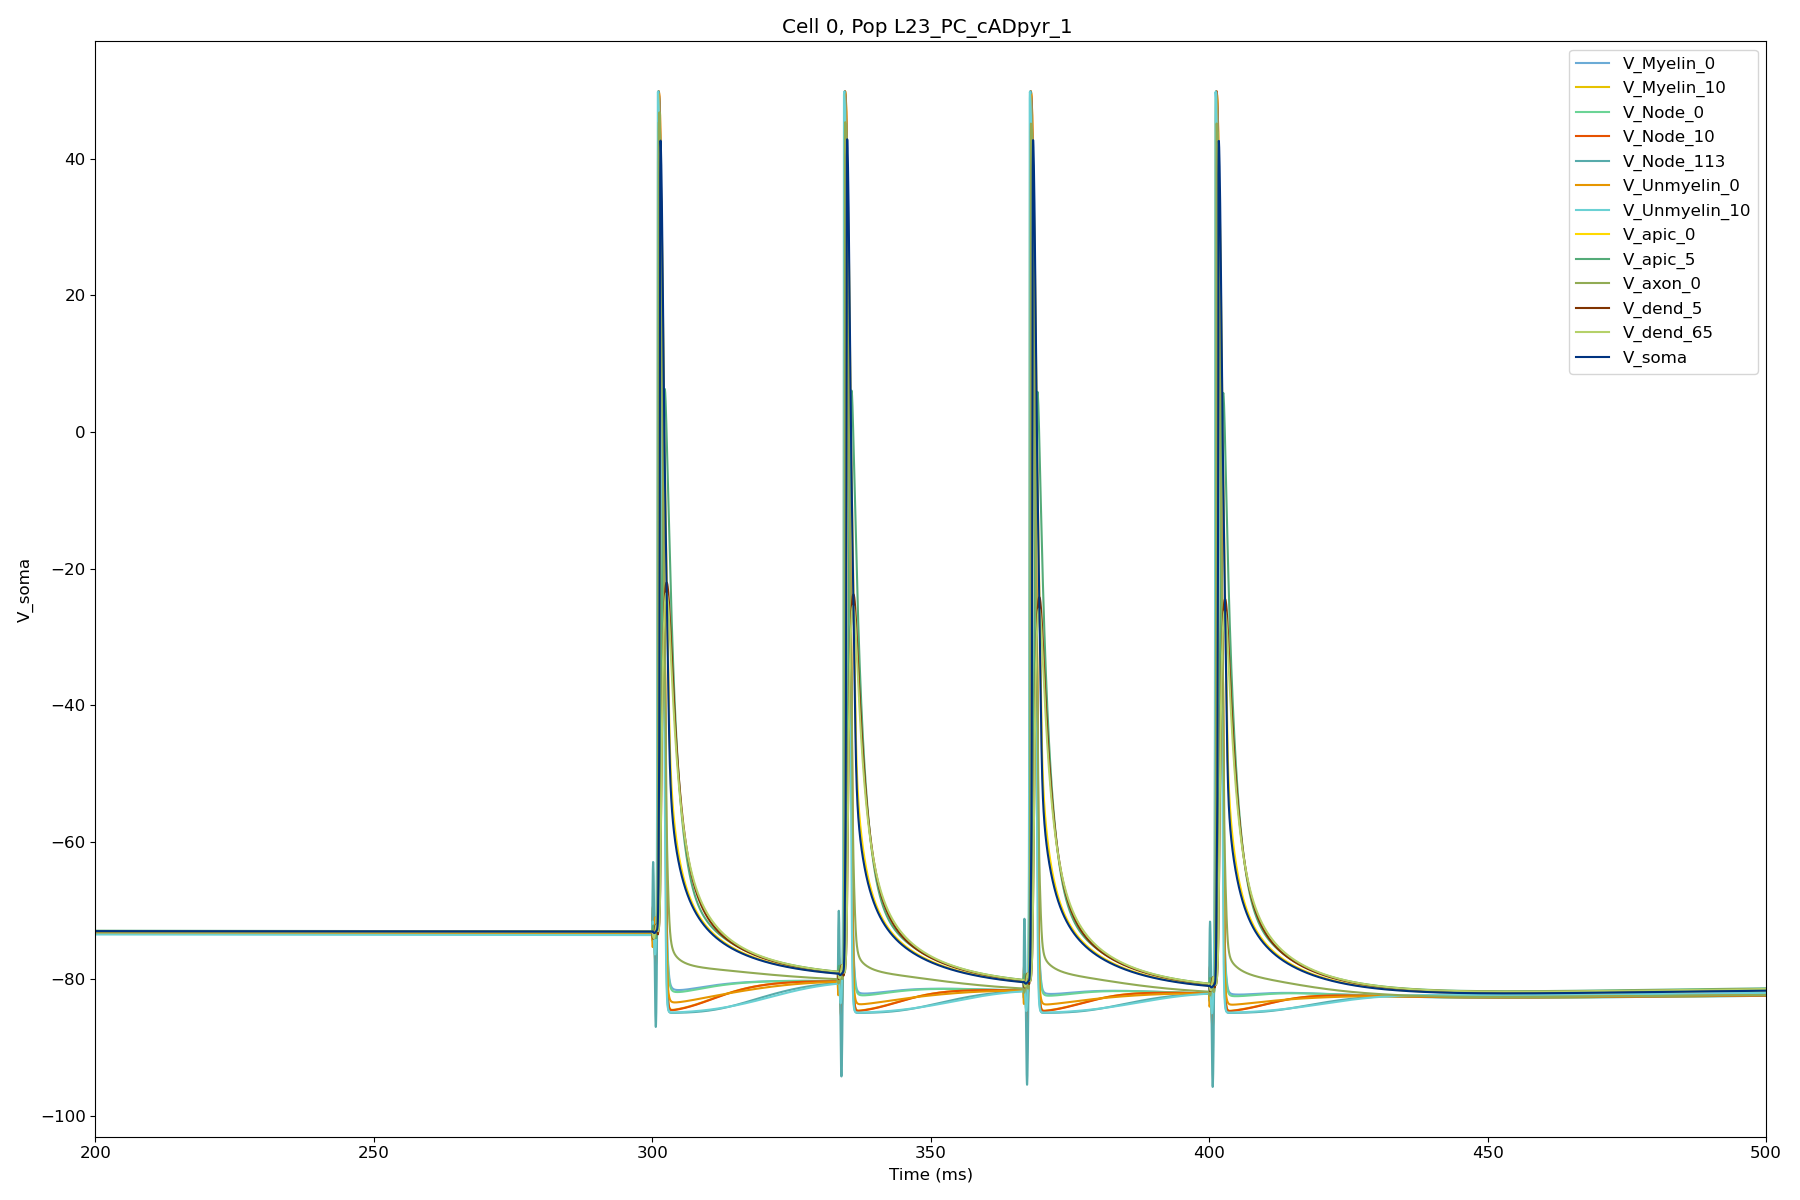 Cell 0, Pop L23_PC_cADpyr_1
V_Myelin_0
V_Myelin_10
V_Node_0
V_Node_10
V_Node_113
V_Unmyelin_0
V_Unmyelin_10
V_apic_0
V_apic_5
V_axon_0
V_dend_5
V_dend_65
V_soma
40
20
0
−20
−40
−60
−80
−100
V_soma
200 250 300 350 400 450 500
Time (ms)